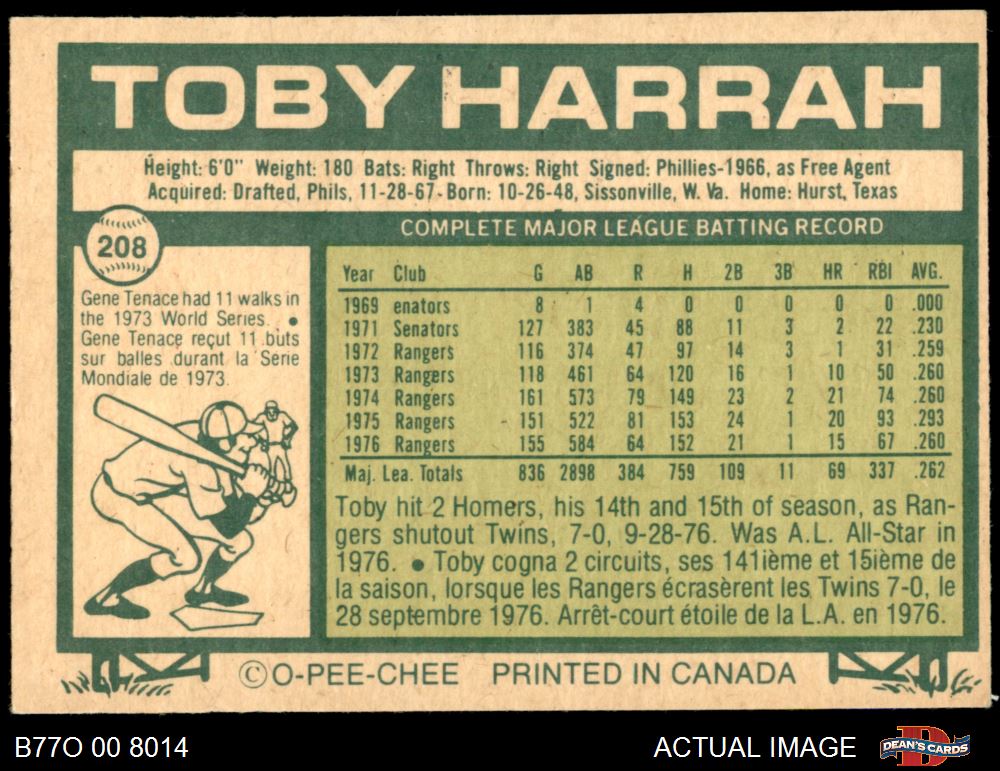 TOBY HARRAH
Height: 6'0" Weight: 180 Bats: Right Throws: Right Signed: Phillies-1966, as Free Agent
Acquired: Drafted, Phils, 11-28-67-Born: 10-26-48, Sissonville, W. Va. Home: Hurst, Texas
208
Gene Tenace had 11 walks in
the 1973 World Series. ●
Gene Tenace reçut 11 buts
sur balles durant la Serie
Mondiale de 1973.
COMPLETE MAJOR LEAGUE BATTING RECORD
Year Club G AB R H 2B 3B HR RBI AVG.
1969 enators 8 1 4 0 0 0 0 0 .000
1971 Senators 127 383 45 88 11 3 2 22 .230
1972 Rangers 116 374 47 97 14 3 1 31 .259
1973 Rangers 118 461 64 120 16 1 10 50 .260
1974 Rangers 161 573 79 149 23 2 21 74 .260
1975 Rangers 151 522 81 153 24 1 20 93 .293
1976 Rangers 155 584 64 152 21 1 15 67 .260
Maj. Lea. Totals 836 2898 384 759 109 11 69 337 .262
Toby hit 2 Homers, his 14th and 15th of season, as Ran-
gers shutout Twins, 7-0, 9-28-76. Was A.L. All-Star in
1976. ● Toby cogna 2 circuits, ses 141ième et 15ième de
la saison, lorsque les Rangers écrasèrent les Twins 7-0, le
28 septembre 1976. Arrêt-court étoile de la L.A. en 1976.
©O-PEE-CHEE PRINTED IN CANADA
B77O 00 8014
ACTUAL IMAGE
DEAN'S CARDS